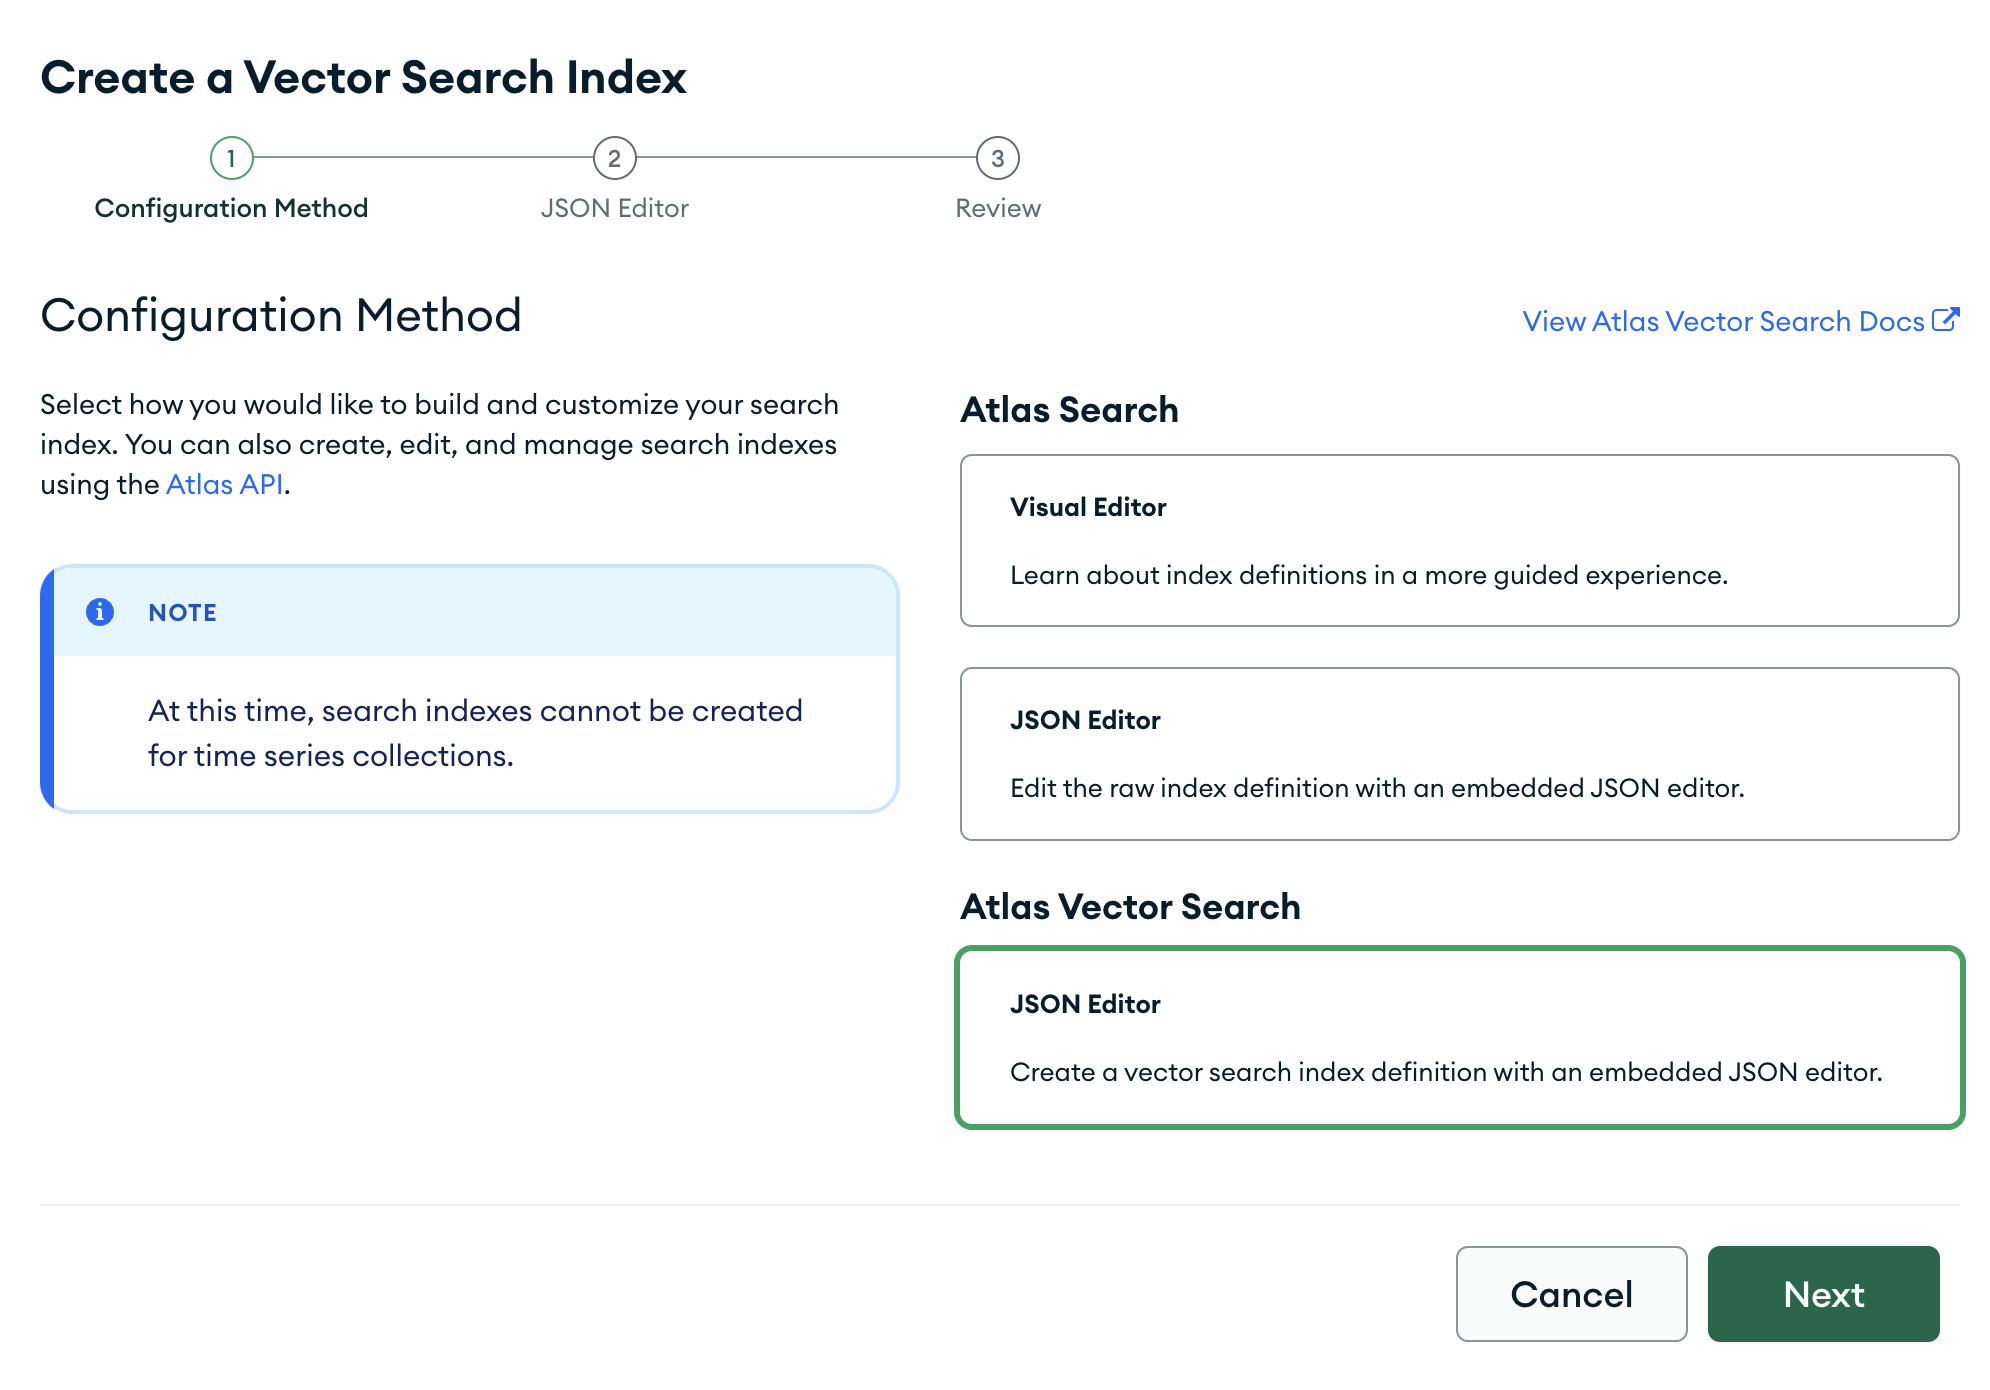 Create a Vector Search Index
1
2
3
Configuration Method
JSON Editor
Review
Configuration Method
View Atlas Vector Search Docs
Select how you would like to build and customize your search
index. You can also create, edit, and manage search indexes
using the Atlas API.
NOTE
At this time, search indexes cannot be created
for time series collections.
Atlas Search
Visual Editor
Learn about index definitions in a more guided experience.
JSON Editor
Edit the raw index definition with an embedded JSON editor.
Atlas Vector Search
JSON Editor
Create a vector search index definition with an embedded JSON editor.
Cancel
Next